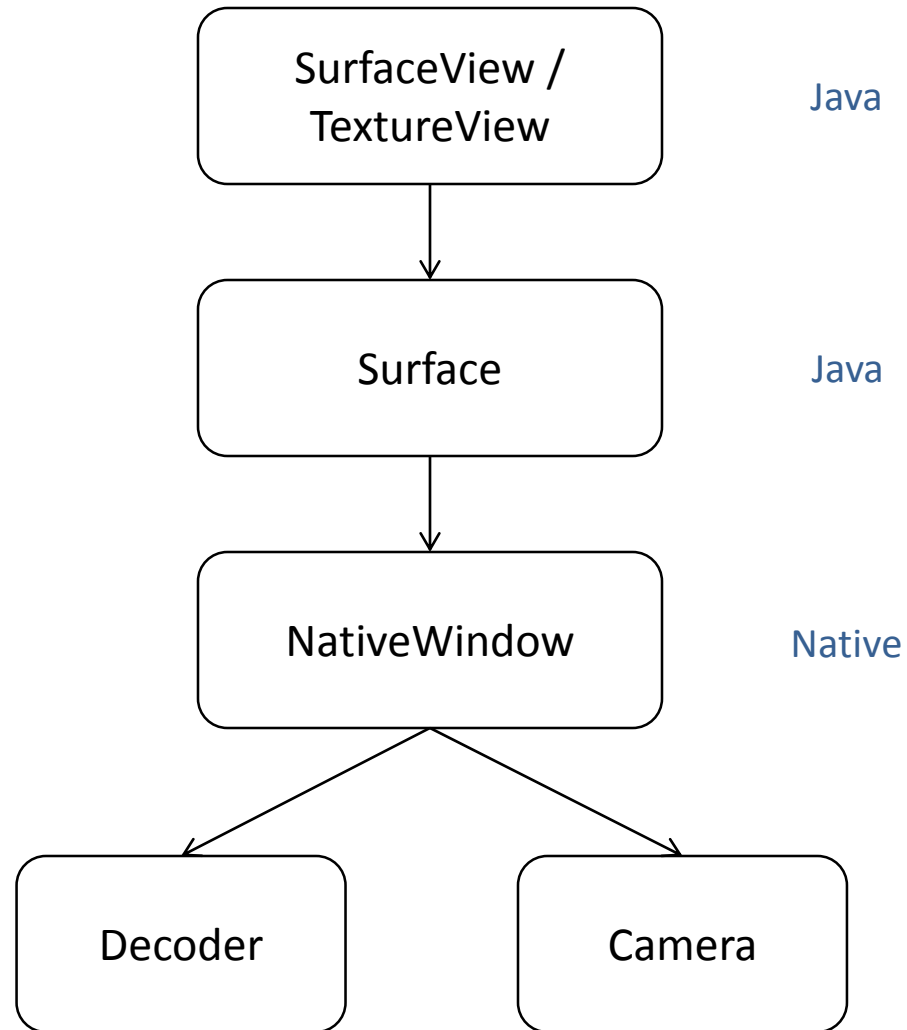 SurfaceView /
TextureView
Java
Surface
Java
NativeWindow
Native
Decoder
Camera